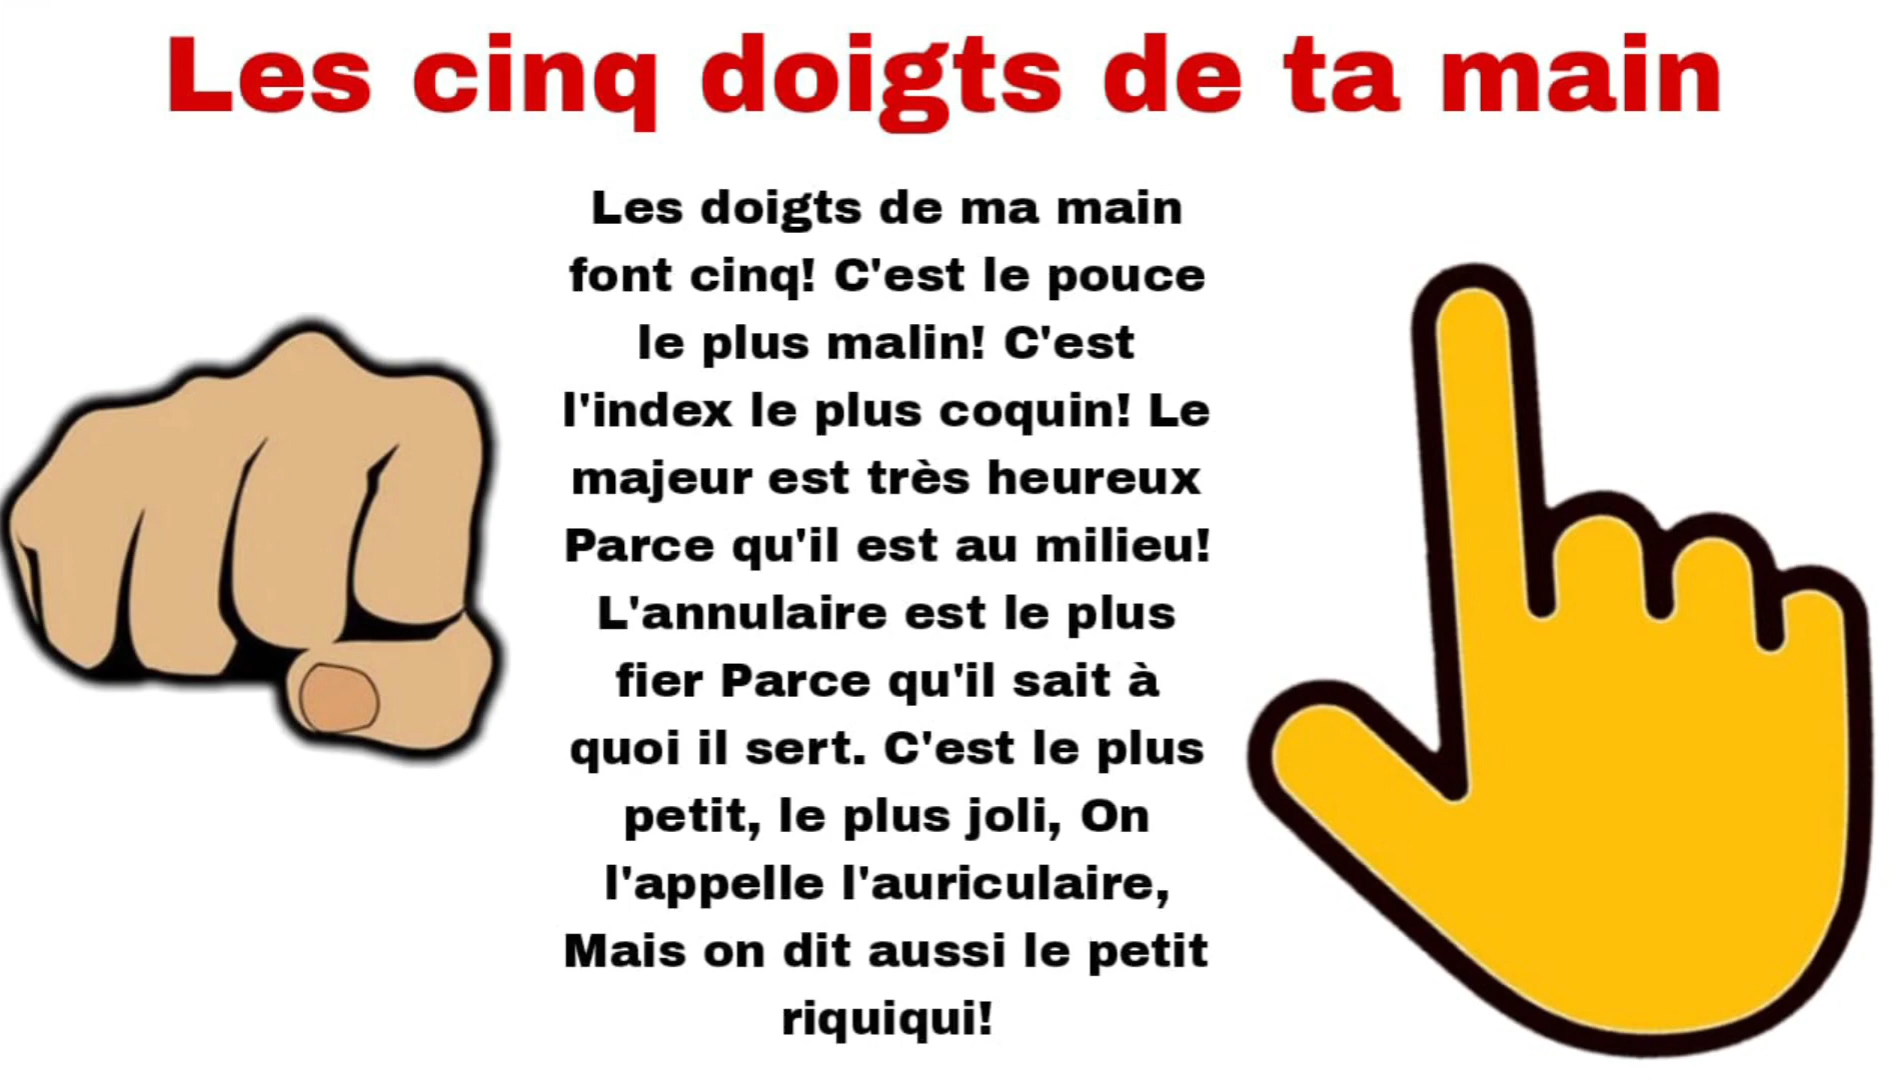 Les cinq doigts de ta main
Les doigts de ma main
font cinq! C'est le pouce
le plus malin! C'est
l'index le plus coquin! Le
majeur est très heureux
Parce qu'il est au milieu!
L'annulaire est le plus
fier Parce qu'il sait à
quoi il sert. C'est le plus
petit, le plus joli, On
l'appelle l'auriculaire,
Mais on dit aussi le petit
riquiqui!